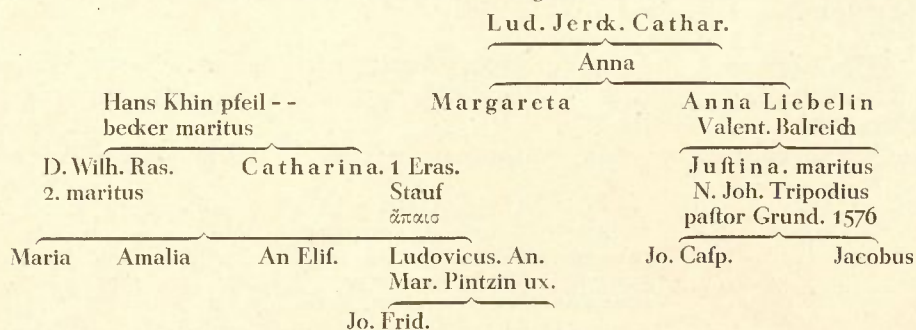 Lud. Jerck. Cathar.
Anna
Margareta Anna Liebelin
Hans Khin pfeil - - Valent. Balreich
becker maritus
D. Wilh. Ras. Catharina. 1 Eras. Juſtina. maritus
2. maritus Stauf N. Joh. Tripodius
ἄπαισ paſtor Grund. 1576
Maria Amalia An Eliſ. Ludovicus. An. Jo. Caſp. Jacobus
Mar. Pintzin ux.
Jo. Frid.